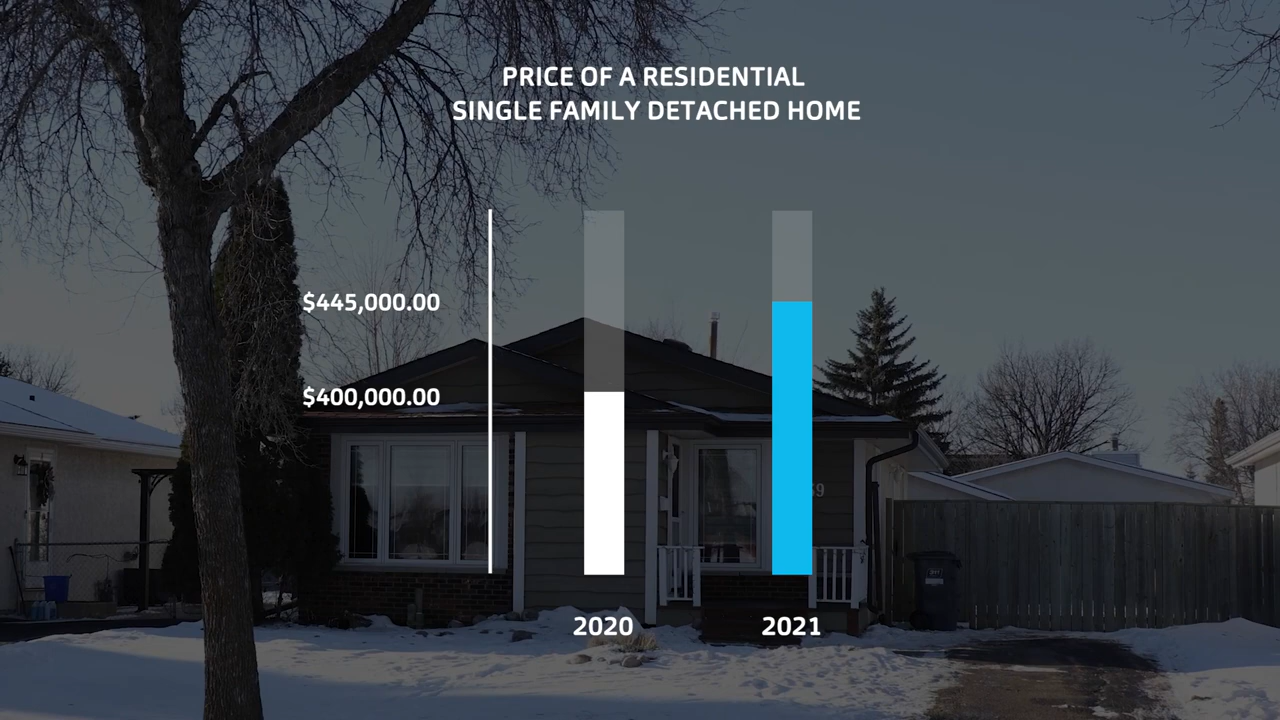 PRICE OF A RESIDENTIAL
SINGLE FAMILY DETACHED HOME
$445,000.00
$400,000.00
2020
2021